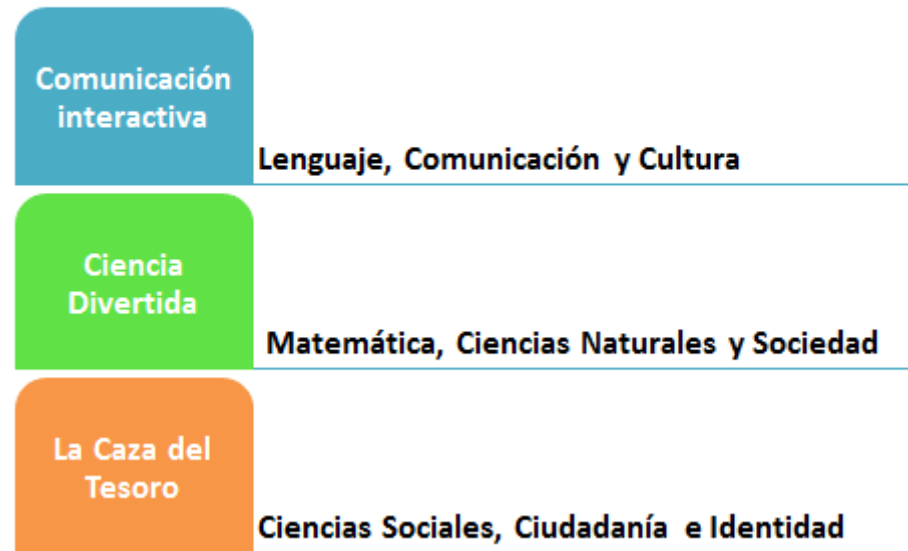 Comunicación
interactiva
Lenguaje, Comunicación y Cultura
Ciencia
Divertida
Matemática, Ciencias Naturales y Sociedad
La Caza del
Tesoro
Ciencias Sociales, Ciudadanía e Identidad